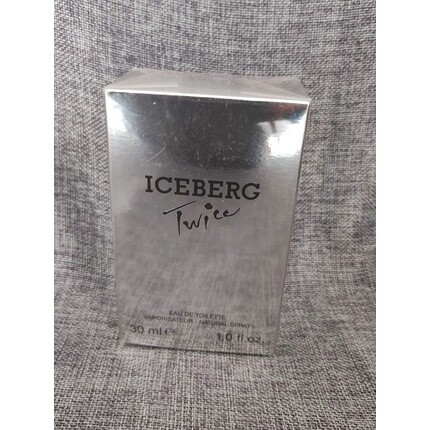 ICEBERG
Twice
EAU DE TOILETTE
VAPORISATEUR / NATURAL SPRAY
30 ml ℮ 1.0 fl.oz.